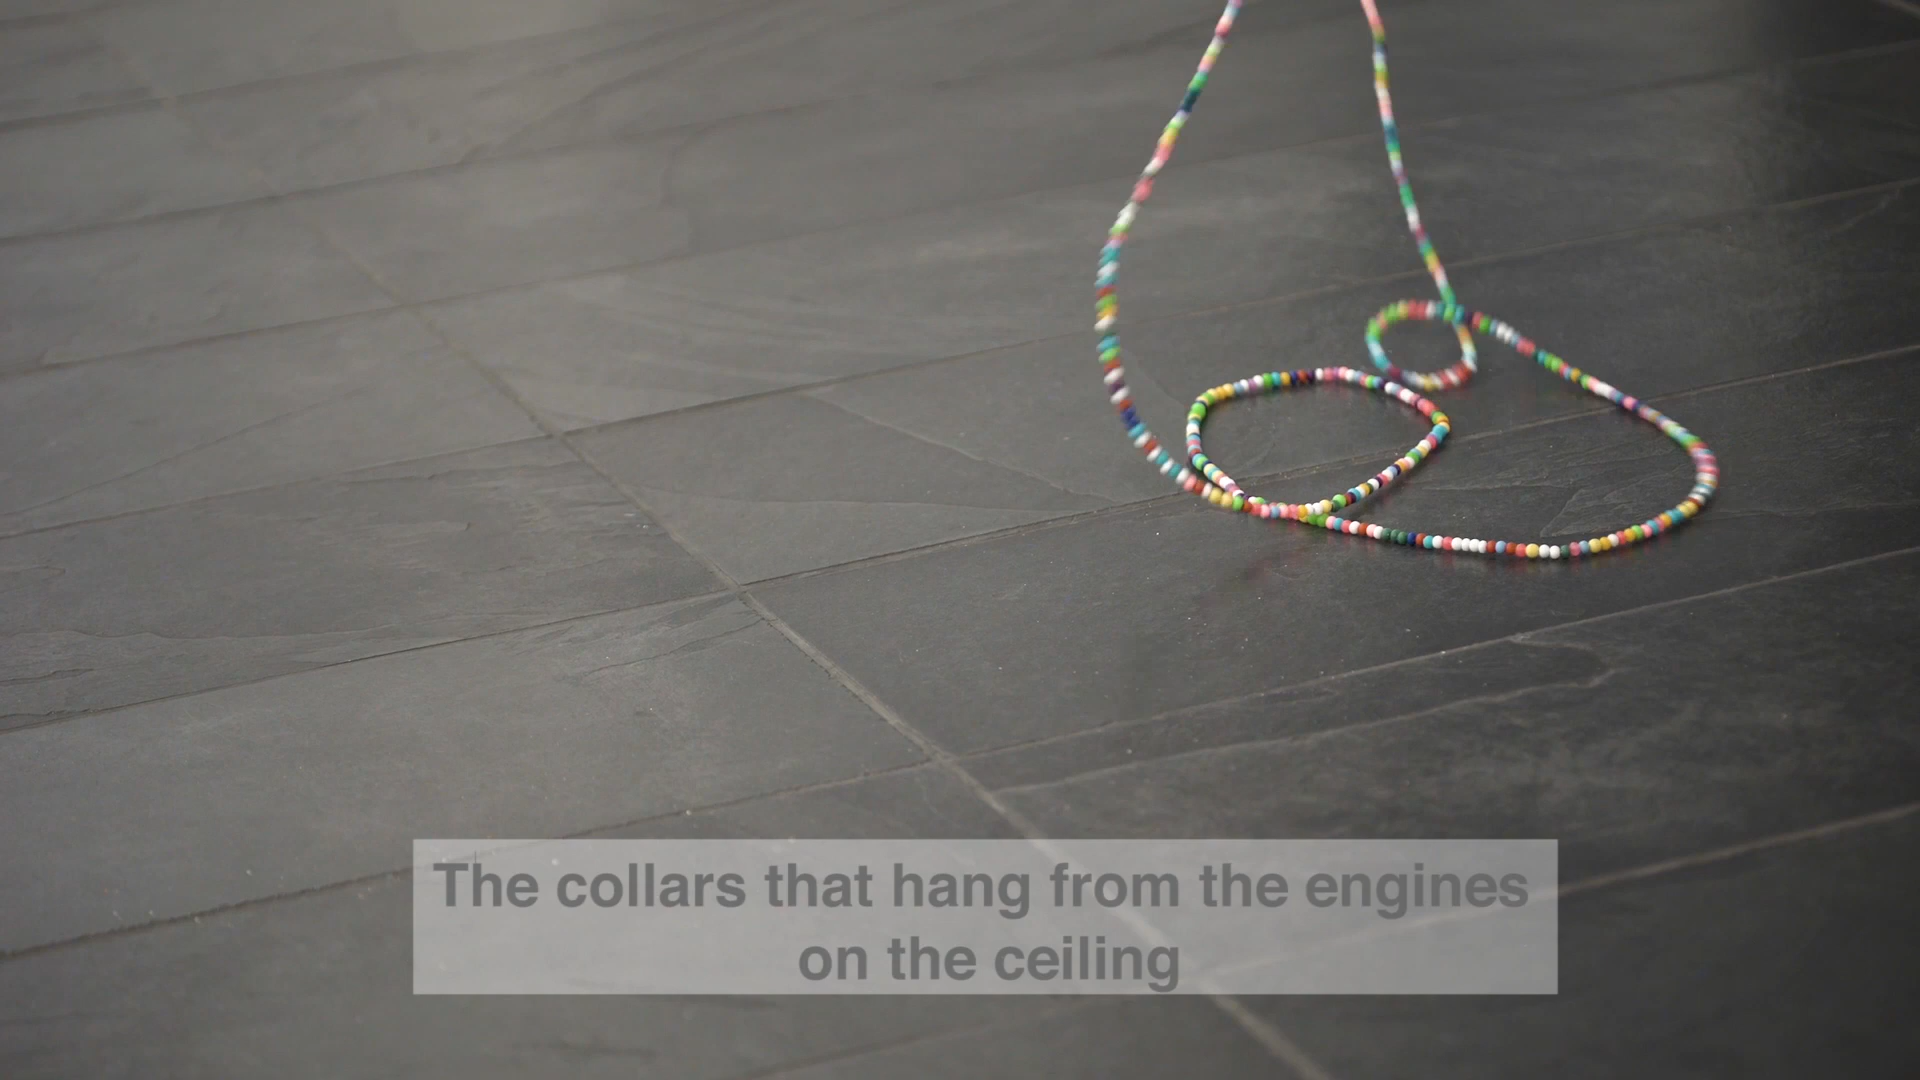 The collars that hang from the engines
on the ceiling